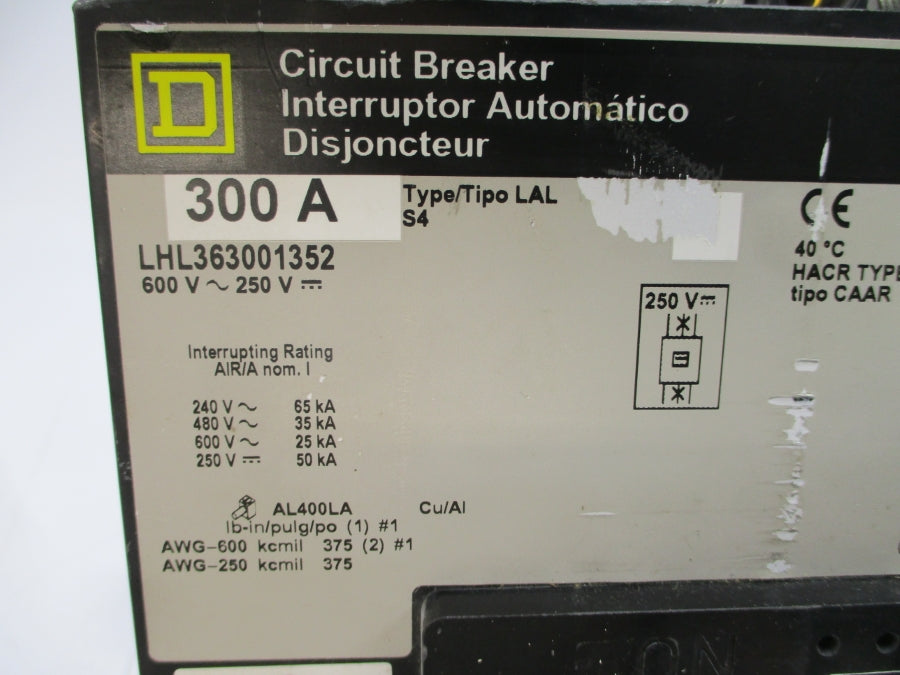 D
Circuit Breaker
Interruptor Automático
Disjoncteur
300 A
Type/Tipo LAL
S4
LHL363001352
600 V ~ 250 V ⎓
CE
40 °C
HACR TYPE
tipo CAAR
250 V ⎓
Interrupting Rating
AIR/A nom. I
240 V ~ 65 kA
480 V ~ 35 kA
600 V ~ 25 kA
250 V ⎓ 50 kA
AL400LA Cu/Al
lb-in/pulg/po (1) #1
AWG-600 kcmil 375 (2) #1
AWG-250 kcmil 375
ON